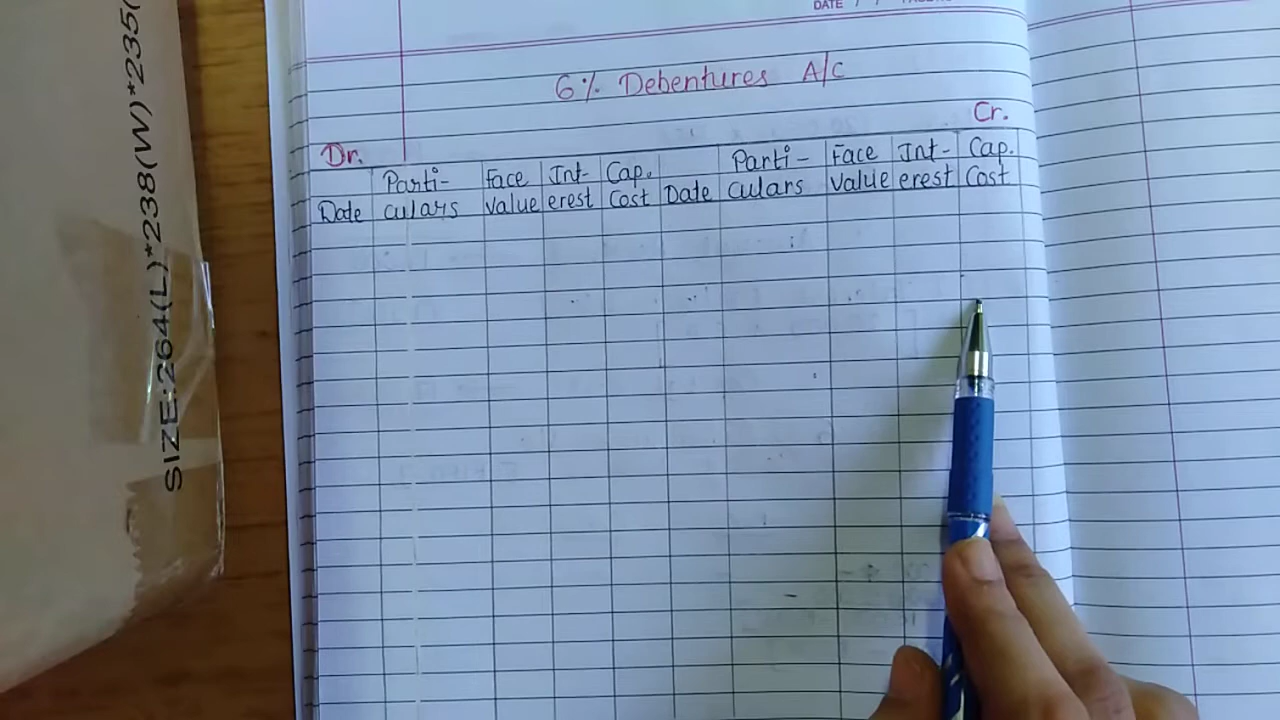 DATE / /
6% Debentures A/C
Dr. Cr.
Date Parti- culars Face value Int- erest Cap. Cost Date Parti- culars Face value Int- erest Cap. Cost
SIZE:264(L)*238(W)*235(